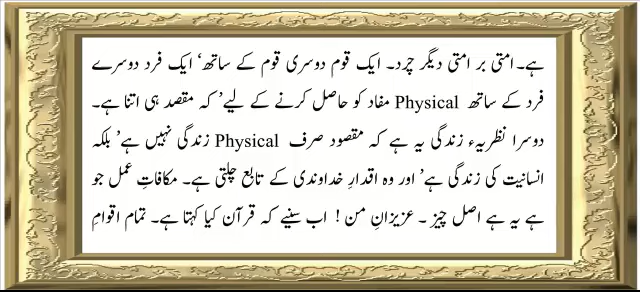 ہے۔ امتی بر امتی دیگر چرد۔ ایک قوم دوسری قوم کے ساتھ‘ ایک فرد دوسرے
فرد کے ساتھ Physical مفاد کو حاصل کرنے کے لیے’ کہ مقصد ہی اتنا ہے۔
دوسرا نظریہٴ زندگی یہ ہے کہ مقصود صرف Physical زندگی نہیں ہے’ بلکہ
انسانیت کی زندگی ہے’ اور وہ اقدارِ خداوندی کے تابع چلتی ہے۔ مکافاتِ عمل جو
ہے یہ ہے اصل چیز ۔ عزیزانِ من ! اب سنیے کہ قرآن کیا کہتا ہے۔ تمام اقوامِ